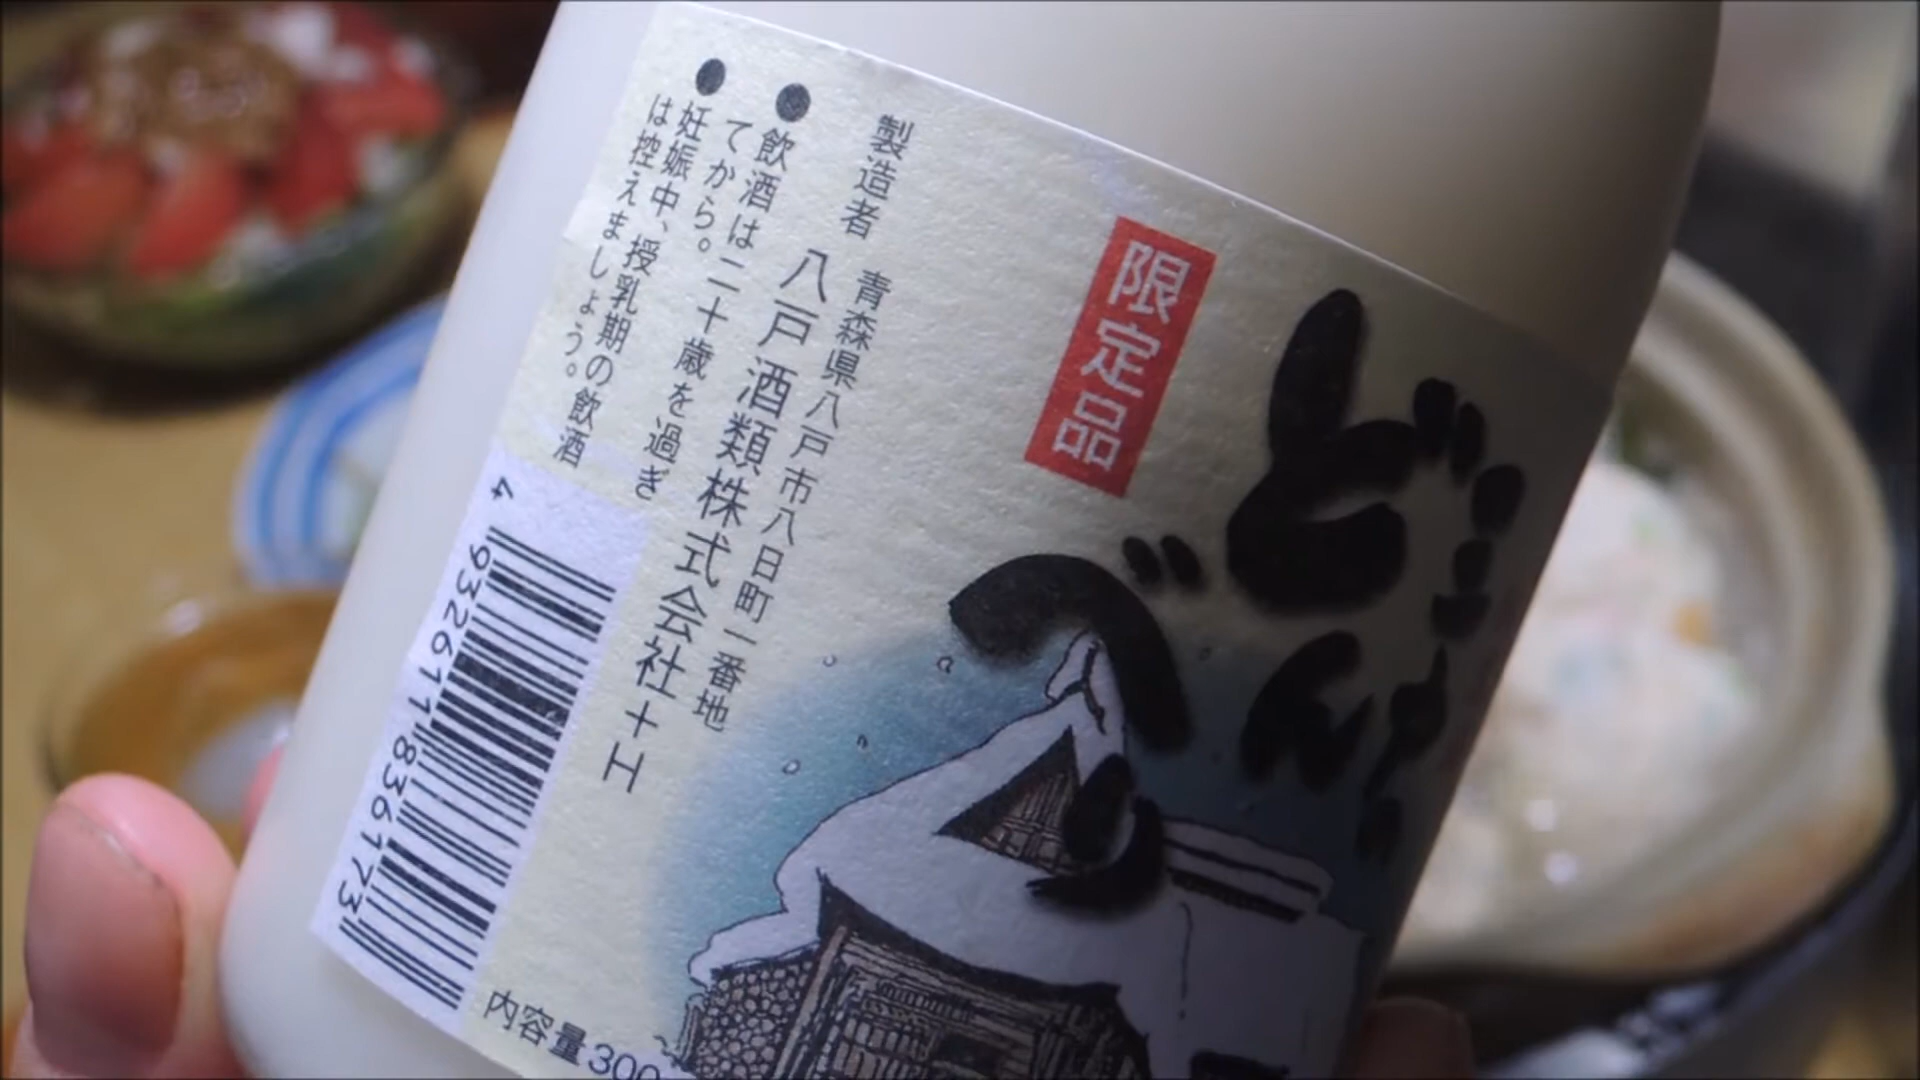 限定品
どぶ
製造者 青森県八戸市八日町一番地
八戸酒類株式会社+H
●飲酒は二十歳を過ぎ
てから。
●妊娠中、授乳期の飲酒
は控えましょう。
4 932611 836173
内容量300